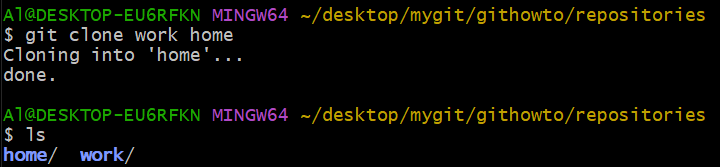 Al@DESKTOP-EU6RFKN MINGW64 ~/desktop/mygit/githowto/repositories
$ git clone work home
Cloning into 'home'...
done.
Al@DESKTOP-EU6RFKN MINGW64 ~/desktop/mygit/githowto/repositories
$ ls
home/  work/